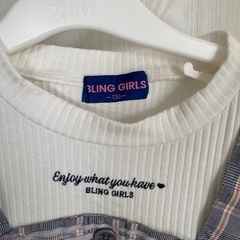 BLING GIRLS
-130-
Enjoy what you have ❤
BLING GIRLS